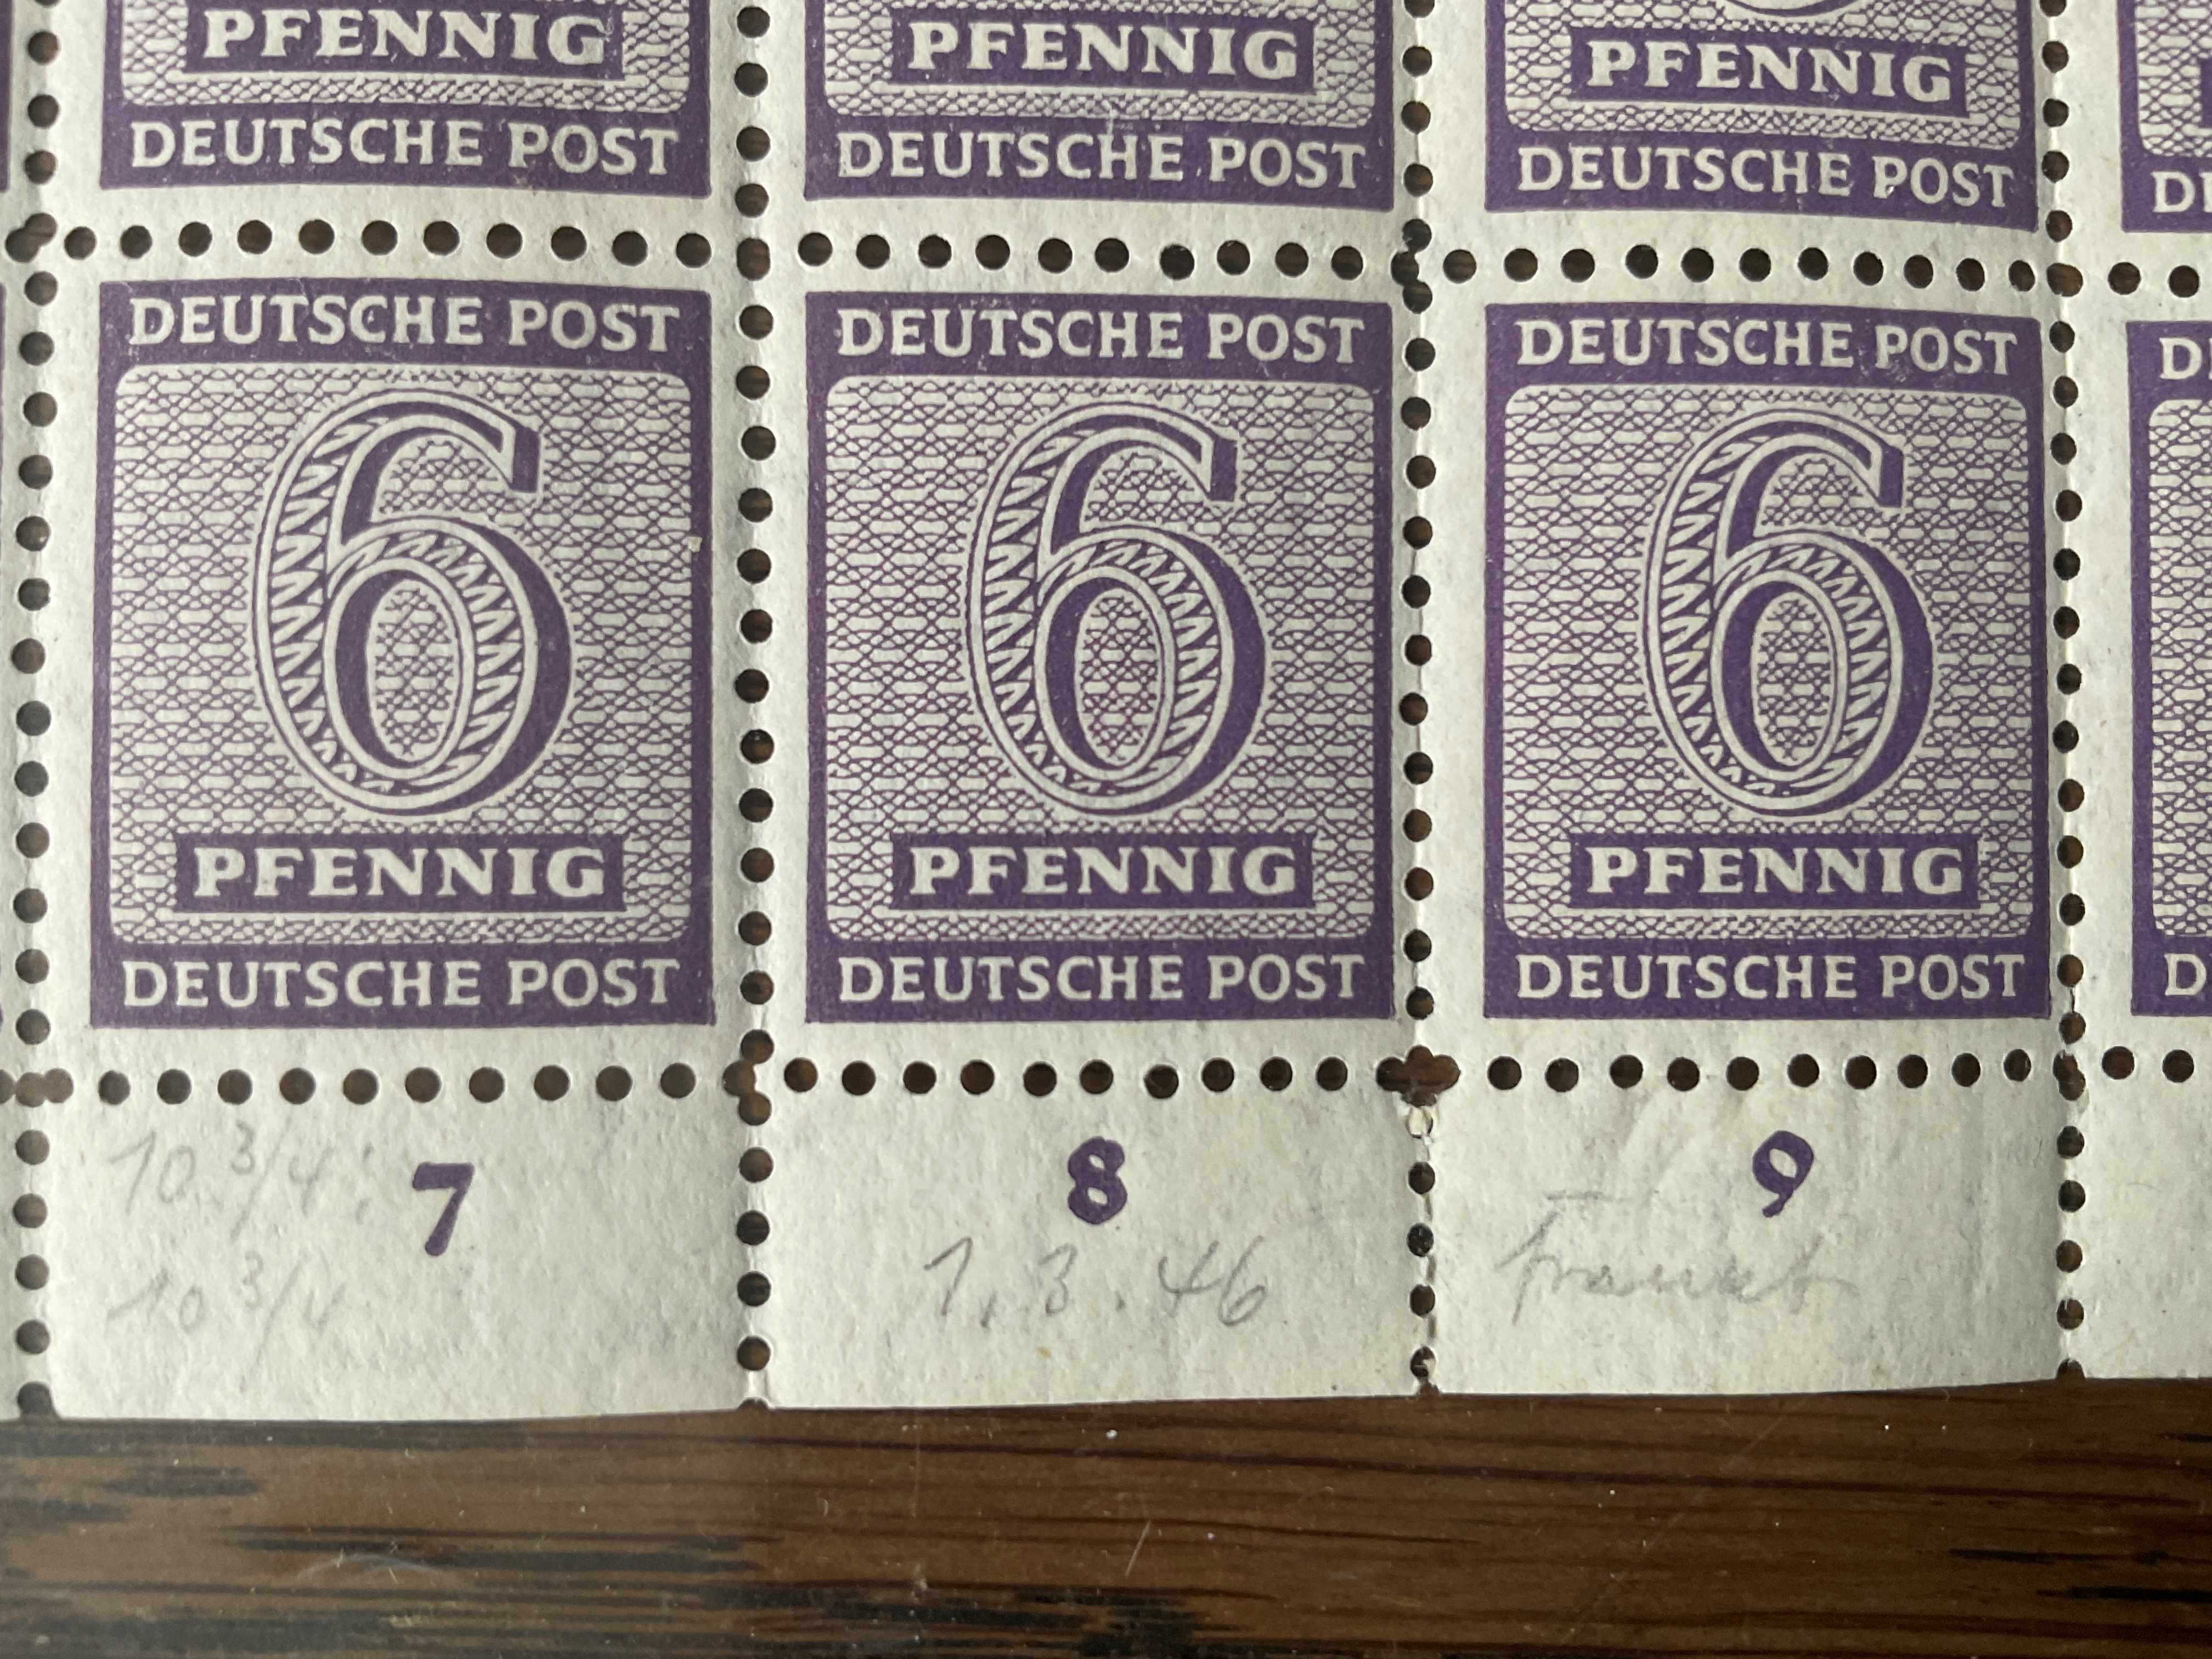 PFENNIG PFENNIG PFENNIG
DEUTSCHE POST DEUTSCHE POST DEUTSCHE POST D
DEUTSCHE POST DEUTSCHE POST DEUTSCHE POST D
6 6 6
PFENNIG PFENNIG PFENNIG
DEUTSCHE POST DEUTSCHE POST DEUTSCHE POST D
7 8 9
10 3/4:
10 3/4
1.3.46